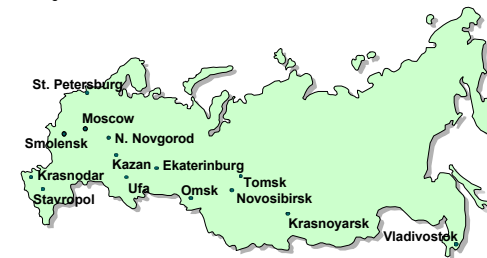 St. Petersburg
Moscow
Smolensk
N. Novgorod
Kazan
Ekaterinburg
Krasnodar
Ufa
Omsk
Tomsk
Stavropol
Novosibirsk
Krasnoyarsk
Vladivostok